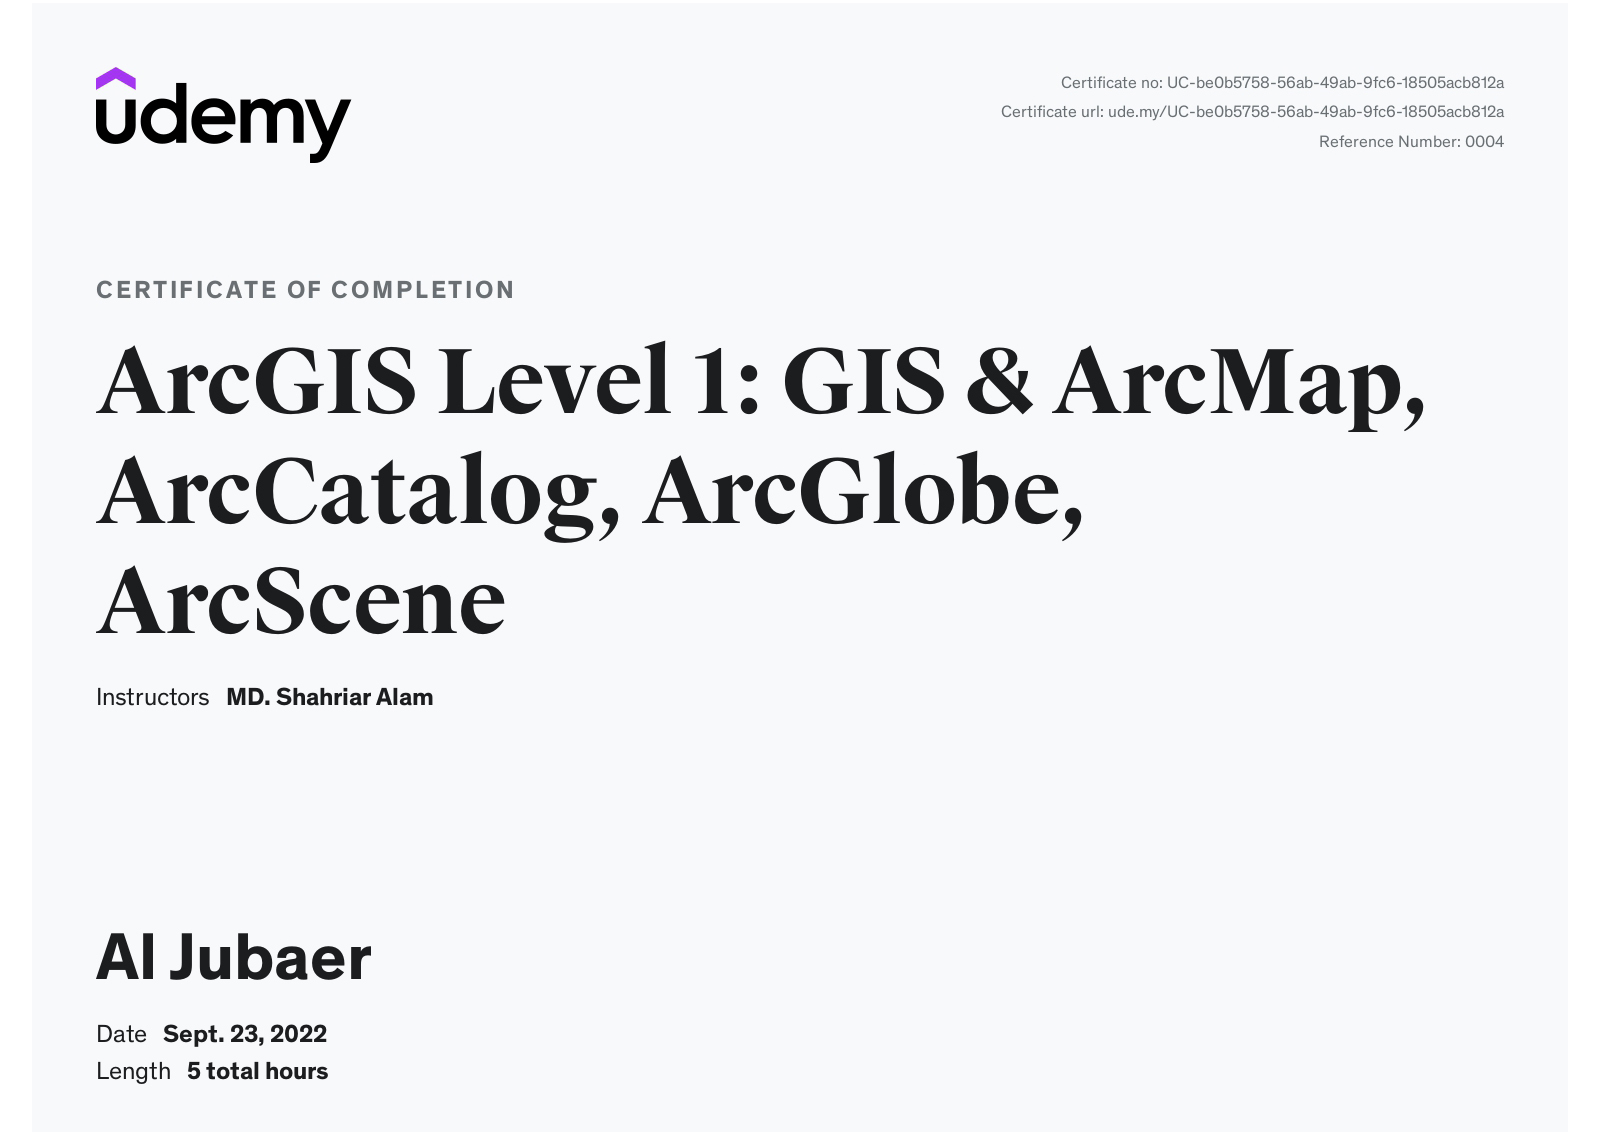 udemy
Certificate no: UC-be0b5758-56ab-49ab-9fc6-18505acb812a
Certificate url: ude.my/UC-be0b5758-56ab-49ab-9fc6-18505acb812a
Reference Number: 0004
CERTIFICATE OF COMPLETION
ArcGIS Level 1: GIS & ArcMap,
ArcCatalog, ArcGlobe,
ArcScene
Instructors MD. Shahriar Alam
Al Jubaer
Date Sept. 23, 2022
Length 5 total hours